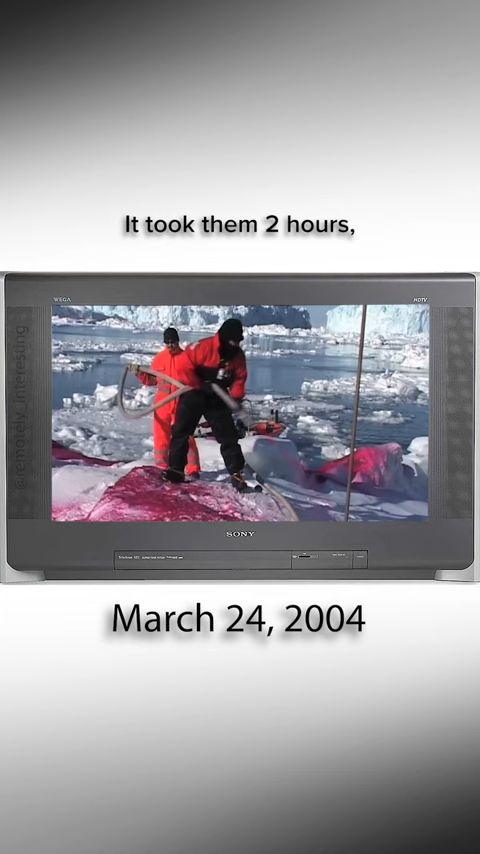 It took them 2 hours,
WEGA
HDTV
@remotely_interesting
SONY
March 24, 2004